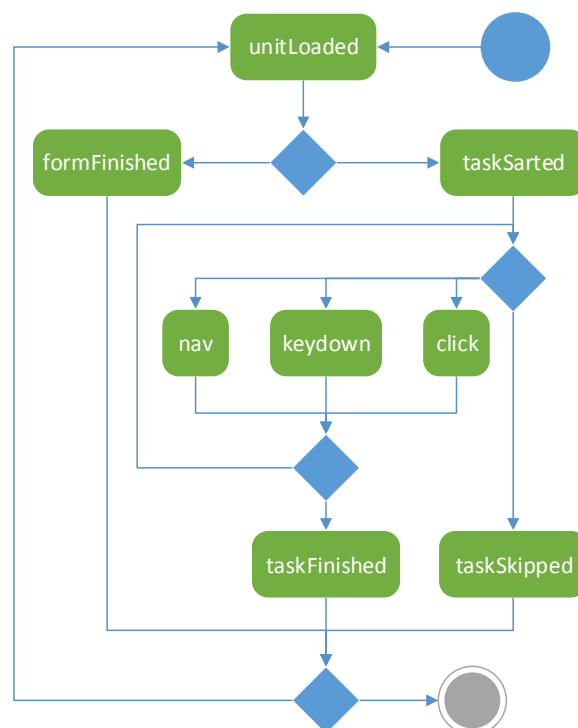 unitLoaded
formFinished
taskSarted
nav
keydown
click
taskFinished
taskSkipped